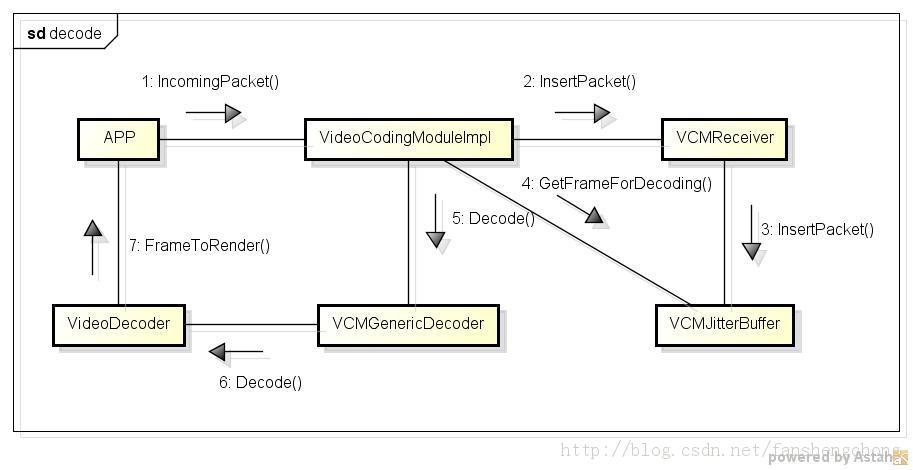 sd decode
1: IncomingPacket()
2: InsertPacket()
APP
VideoCodingModuleImpl
VCMReceiver
4: GetFrameForDecoding()
5: Decode()
3: InsertPacket()
7: FrameToRender()
VideoDecoder
VCMGenericDecoder
VCMJitterBuffer
6: Decode()
http://blog.csdn.net/fanshengchong
powered by Astah